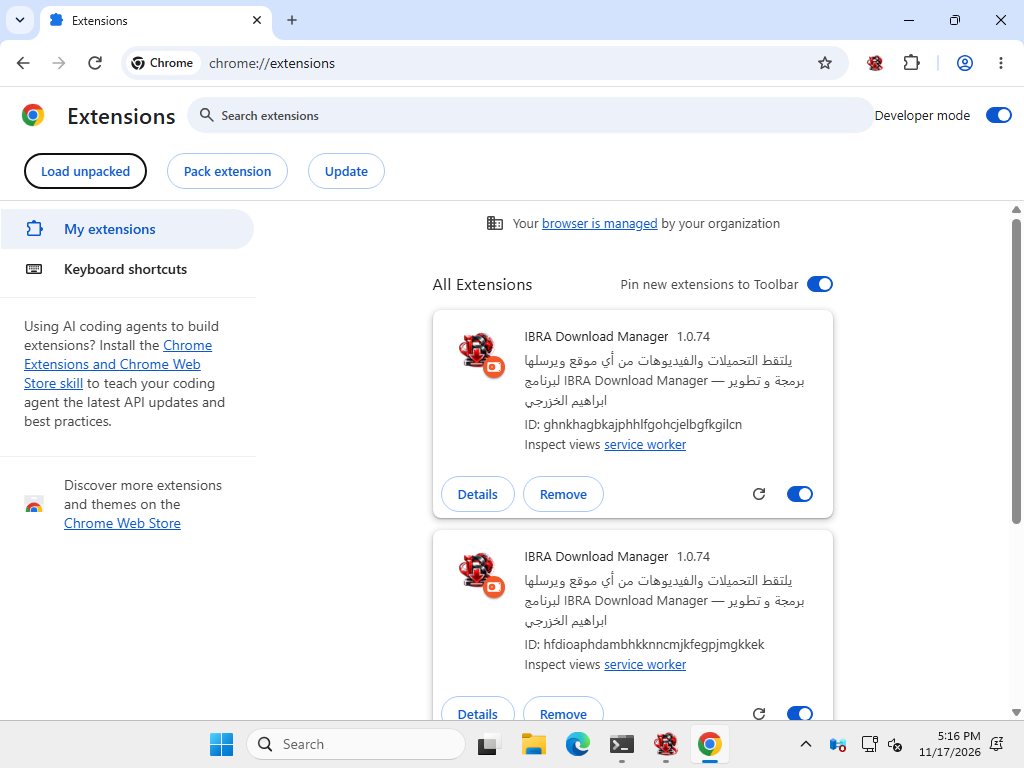 Extensions
Chrome
chrome://extensions
Extensions
Search extensions
Developer mode
Load unpacked
Pack extension
Update
My extensions
Keyboard shortcuts
Using AI coding agents to build
extensions? Install the Chrome
Extensions and Chrome Web
Store skill to teach your coding
agent the latest API updates and
best practices.
Discover more extensions
and themes on the
Chrome Web Store
Your browser is managed by your organization
All Extensions
Pin new extensions to Toolbar
IBRA Download Manager 1.0.74
يلتقط التحميلات والفيديوهات من أي موقع ويرسلها
لبرنامج IBRA Download Manager — برمجة و تطوير
ابراهيم الخزرجي
ID: ghnkhagbkajphhlfgohcjelbgfkgilcn
Inspect views service worker
Details
Remove
IBRA Download Manager 1.0.74
يلتقط التحميلات والفيديوهات من أي موقع ويرسلها
لبرنامج IBRA Download Manager — برمجة و تطوير
ابراهيم الخزرجي
ID: hfdioaphdambhkknncmjkfegpjmgkkek
Inspect views service worker
Details
Remove
Search
5:16 PM
11/17/2026